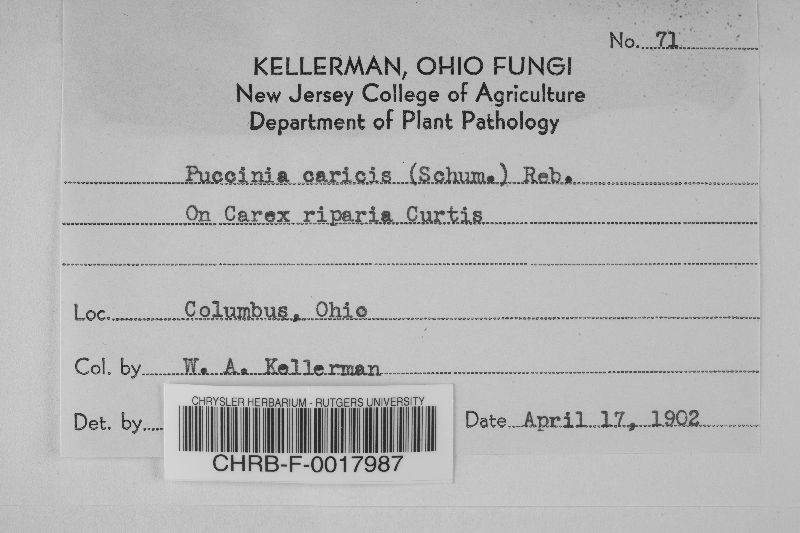 No. 71
KELLERMAN, OHIO FUNGI
New Jersey College of Agriculture
Department of Plant Pathology
Puccinia caricis (Schum.) Reb.
On Carex riparia Curtis
Loc. Columbus, Ohio
Col. by W. A. Kellerman
Det. by Date April 17, 1902
CHRYSLER HERBARIUM - RUTGERS UNIVERSITY
CHRB-F-0017987